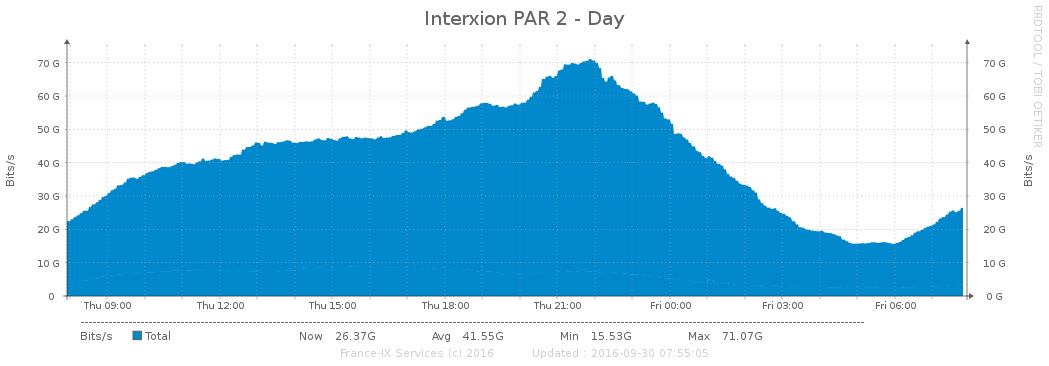 Interxion PAR 2 - Day
RRDTOOL / TOBI OETIKER
Bits/s
70 G
60 G
50 G
40 G
30 G
20 G
10 G
0
70 G
60 G
50 G
40 G
30 G
20 G
10 G
0 G
Bits/s
Thu 09:00 Thu 12:00 Thu 15:00 Thu 18:00 Thu 21:00 Fri 00:00 Fri 03:00 Fri 06:00
Bits/s Total Now 26.37G Avg 41.55G Min 15.53G Max 71.07G
France-IX Services (c) 2016 Updated : 2016-09-30 07:55:05